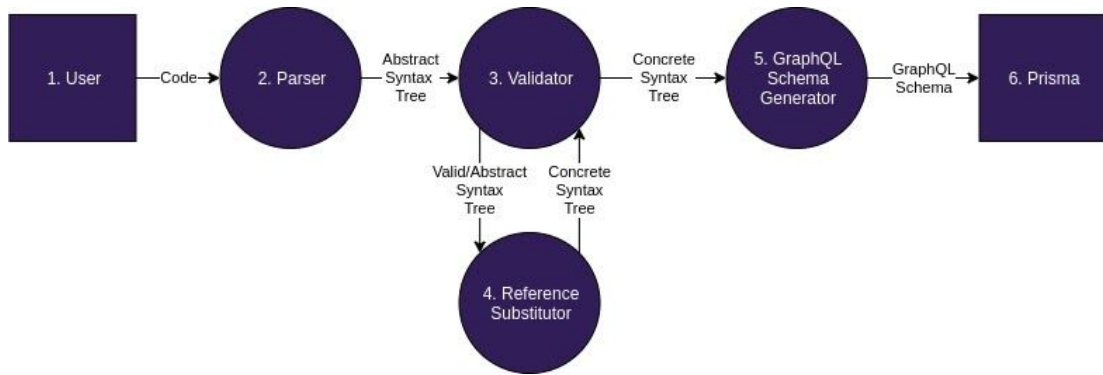 1. User
Code
2. Parser
Abstract
Syntax
Tree
3. Validator
Concrete
Syntax
Tree
5. GraphQL
Schema
Generator
GraphQL
Schema
6. Prisma
Valid/Abstract
Syntax
Tree
Concrete
Syntax
Tree
4. Reference
Substitutor